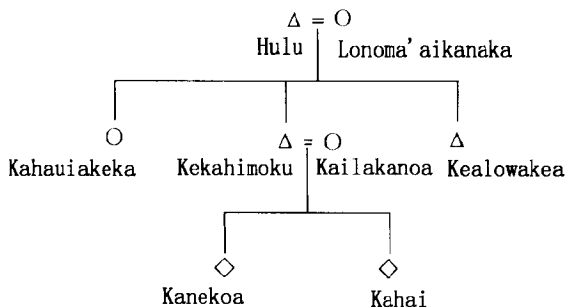 Δ = O
Hulu Lonoma'aikanaka
O Δ = O Δ
Kahauiakeka Kekahimoku Kailakanoa Kealowakea
◇ ◇
Kanekoa Kahai